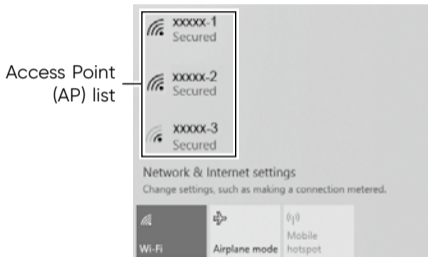 xxxxx-1
Secured
Access Point
(AP) list
xxxxx-2
Secured
xxxxx-3
Secured
Network & Internet settings
Change settings, such as making a connection metered.
Wi-Fi
Airplane mode
Mobile
hotspot